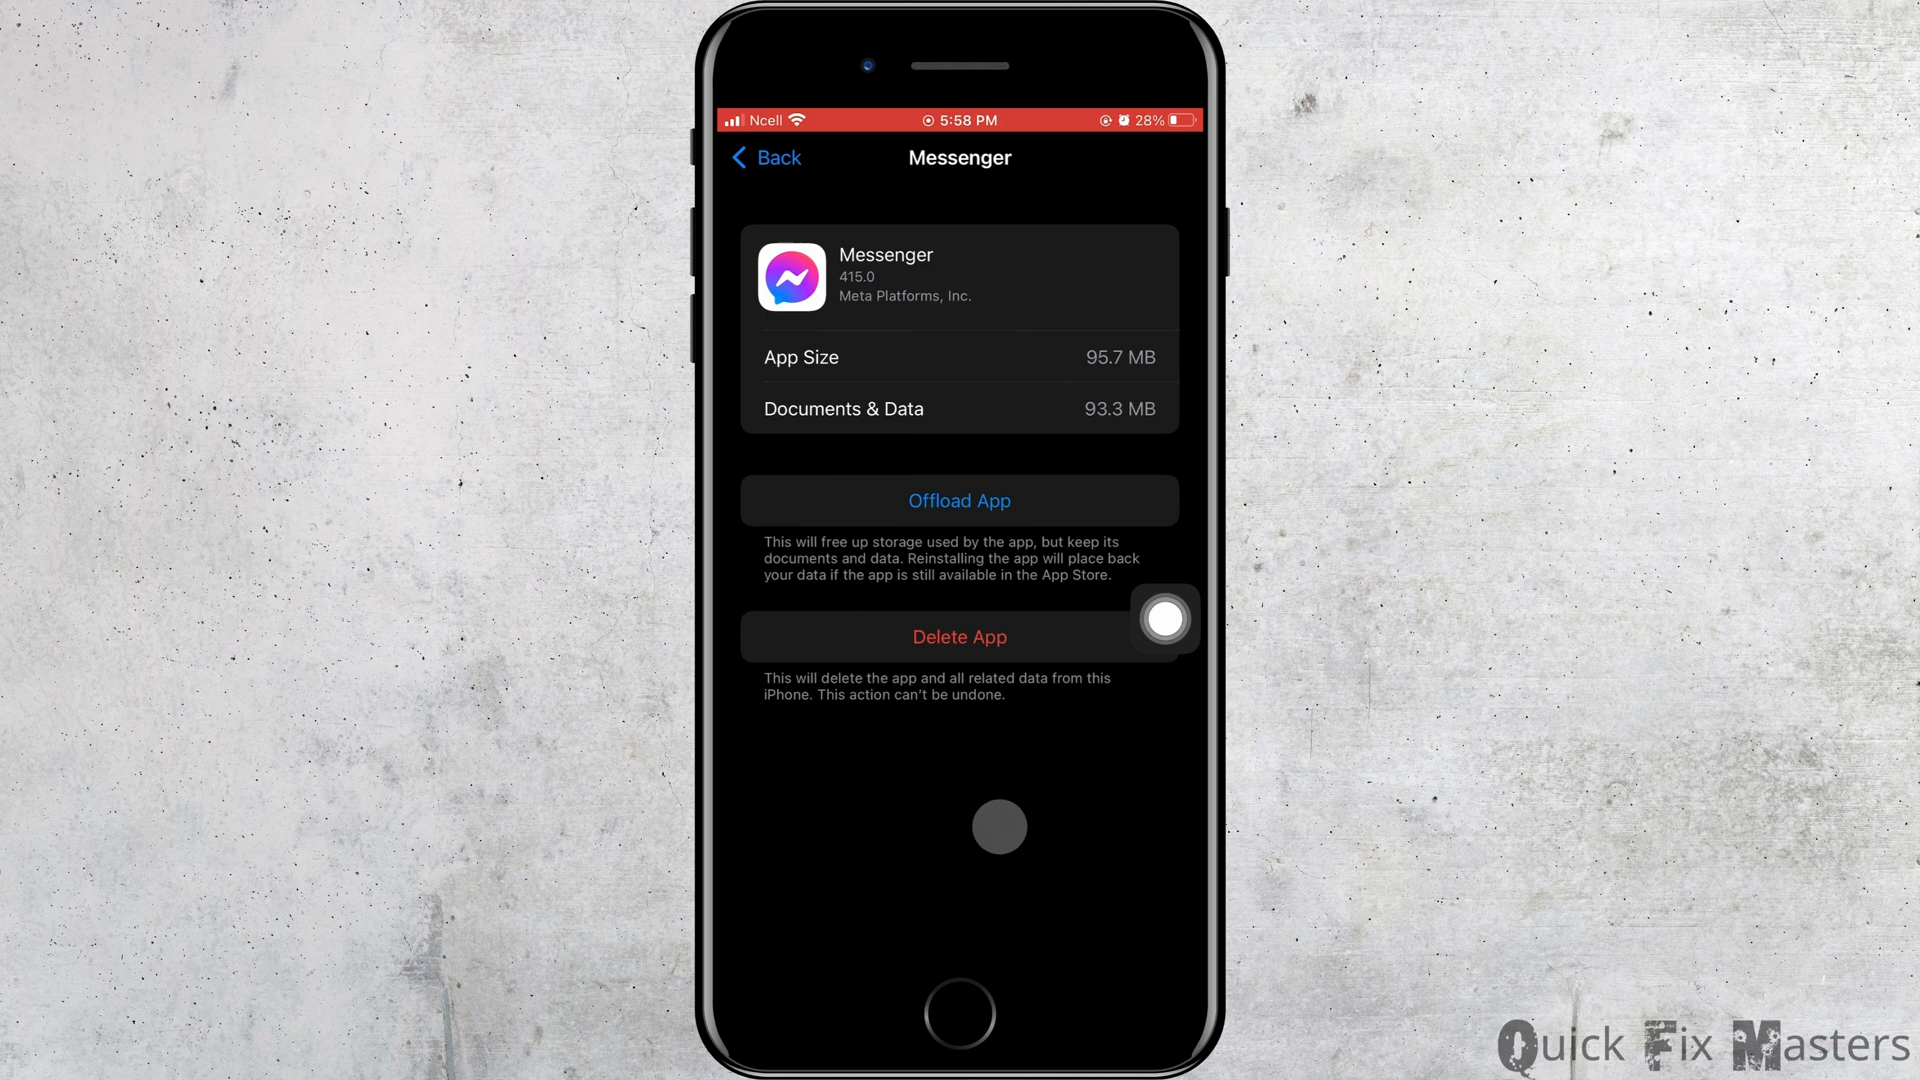 Ncell 5:58 PM 28%
Back Messenger
Messenger
415.0
Meta Platforms, Inc.
App Size 95.7 MB
Documents & Data 93.3 MB
Offload App
This will free up storage used by the app, but keep its
documents and data. Reinstalling the app will place back
your data if the app is still available in the App Store.
Delete App
This will delete the app and all related data from this
iPhone. This action can’t be undone.
Quick Fix Masters